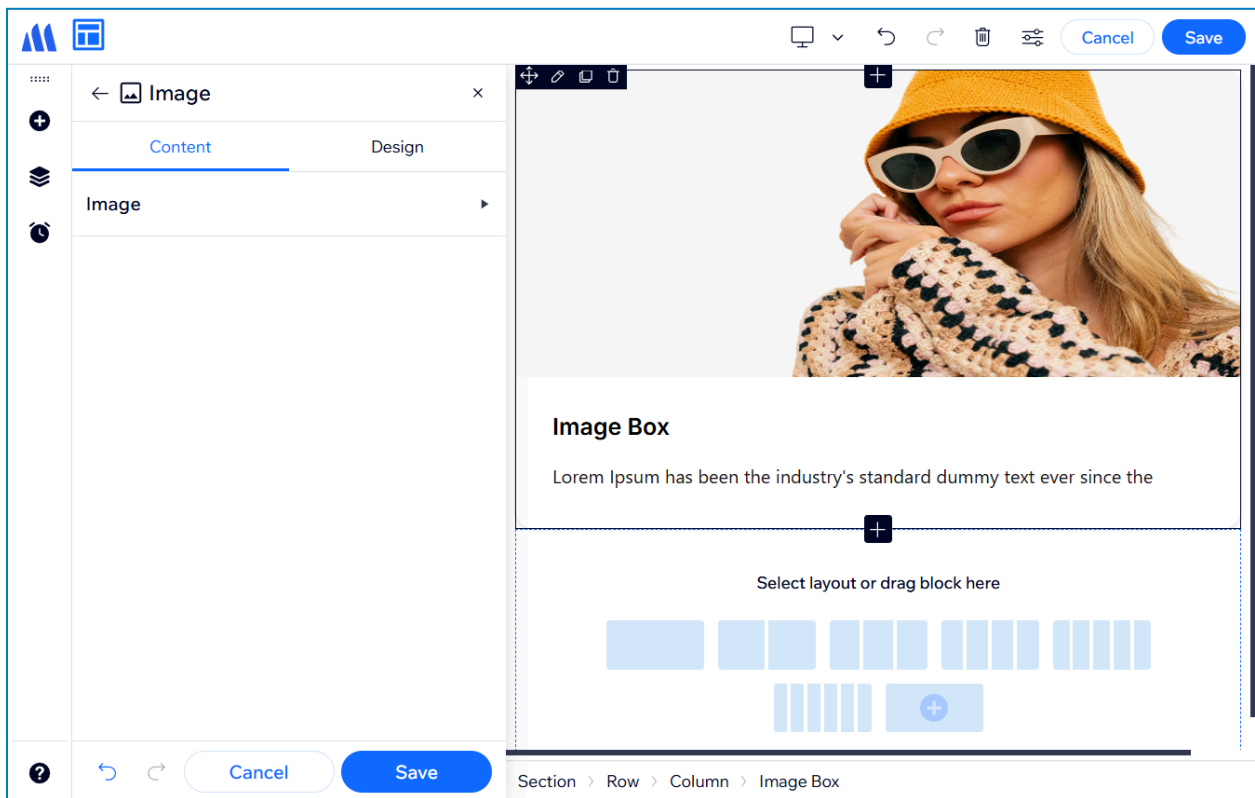 Cancel
Save
Image
Content
Design
Image
Image Box
Lorem Ipsum has been the industry's standard dummy text ever since the
Select layout or drag block here
Cancel
Save
Section
Row
Column
Image Box